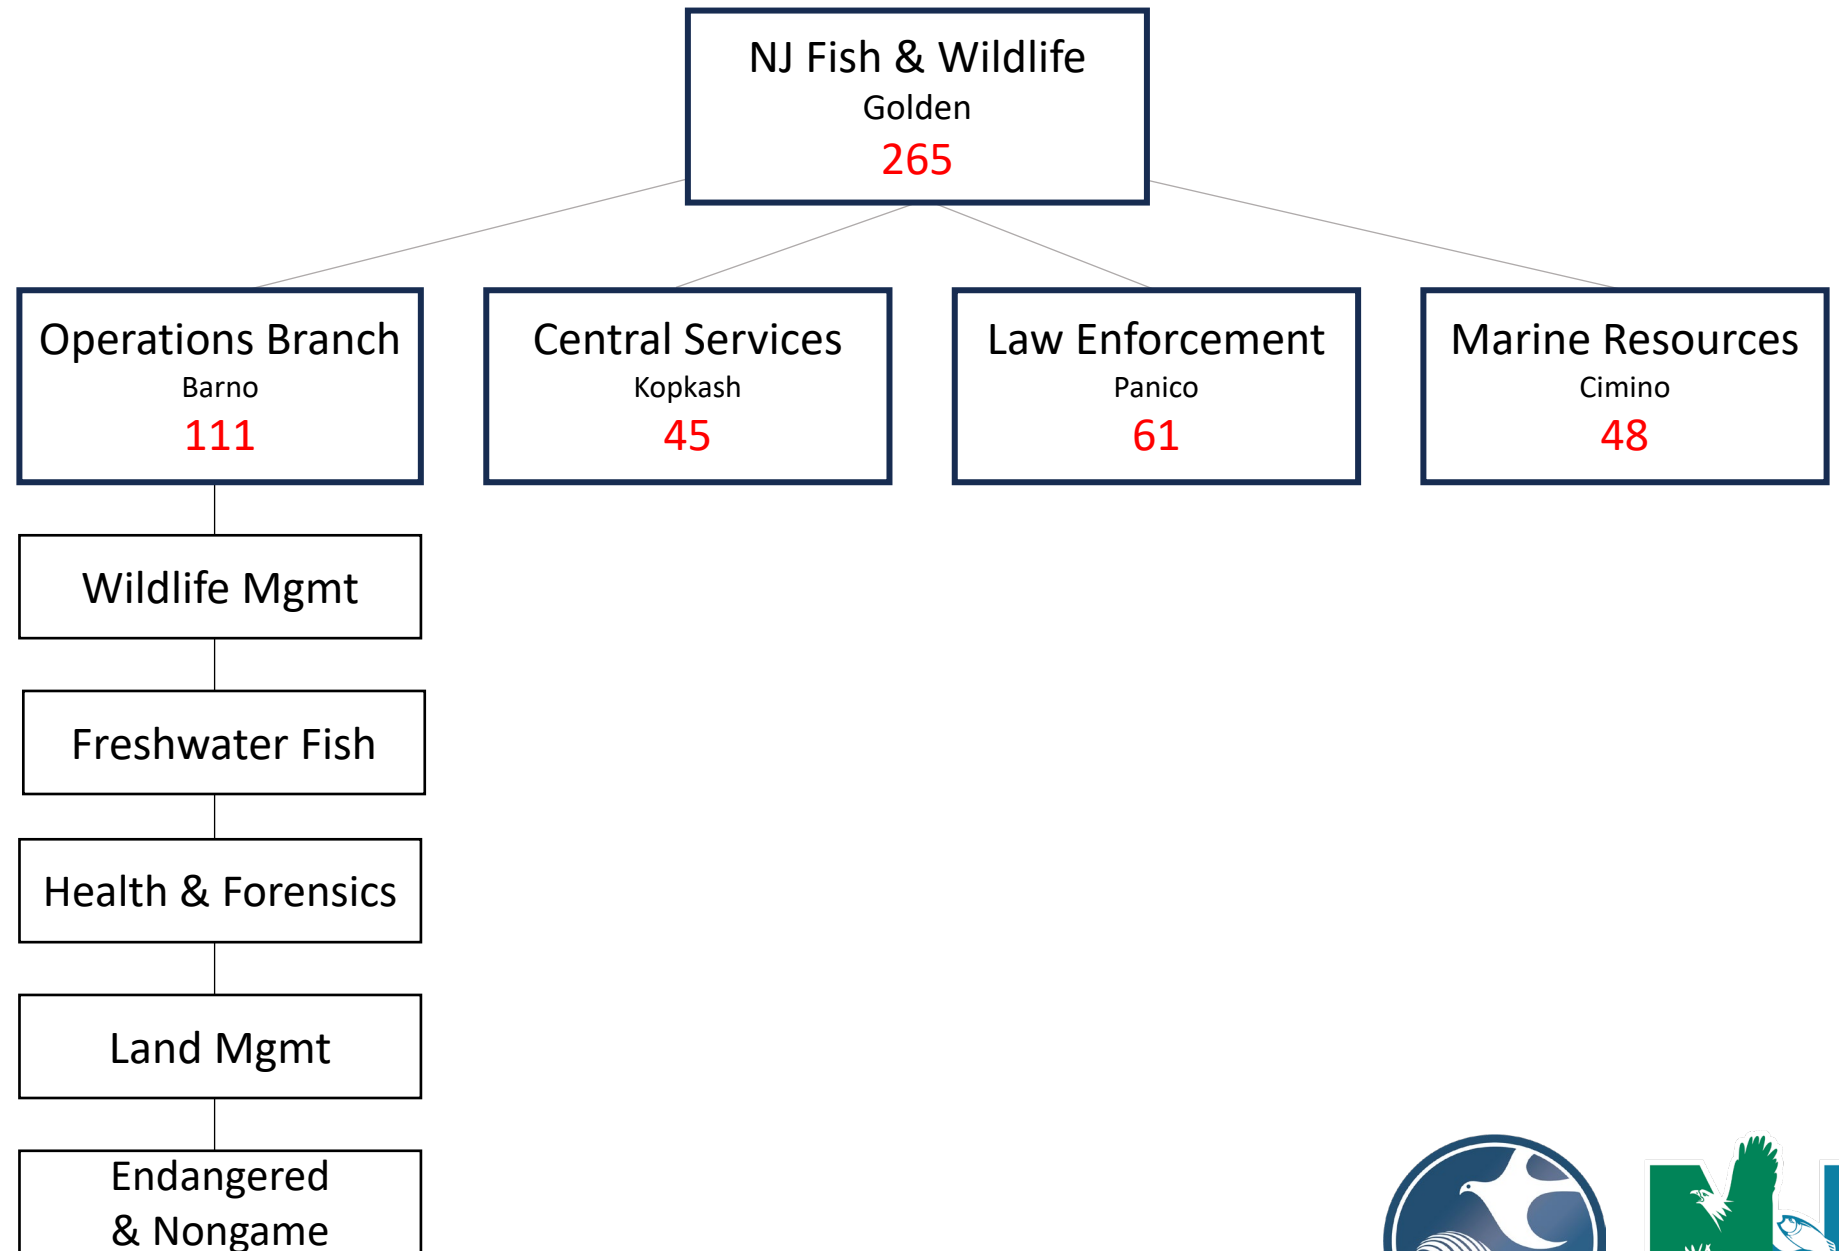 NJ Fish & Wildlife
Golden
265
Operations Branch
Barno
111
Central Services
Kopkash
45
Law Enforcement
Panico
61
Marine Resources
Cimino
48
Wildlife Mgmt
Freshwater Fish
Health & Forensics
Land Mgmt
Endangered
& Nongame